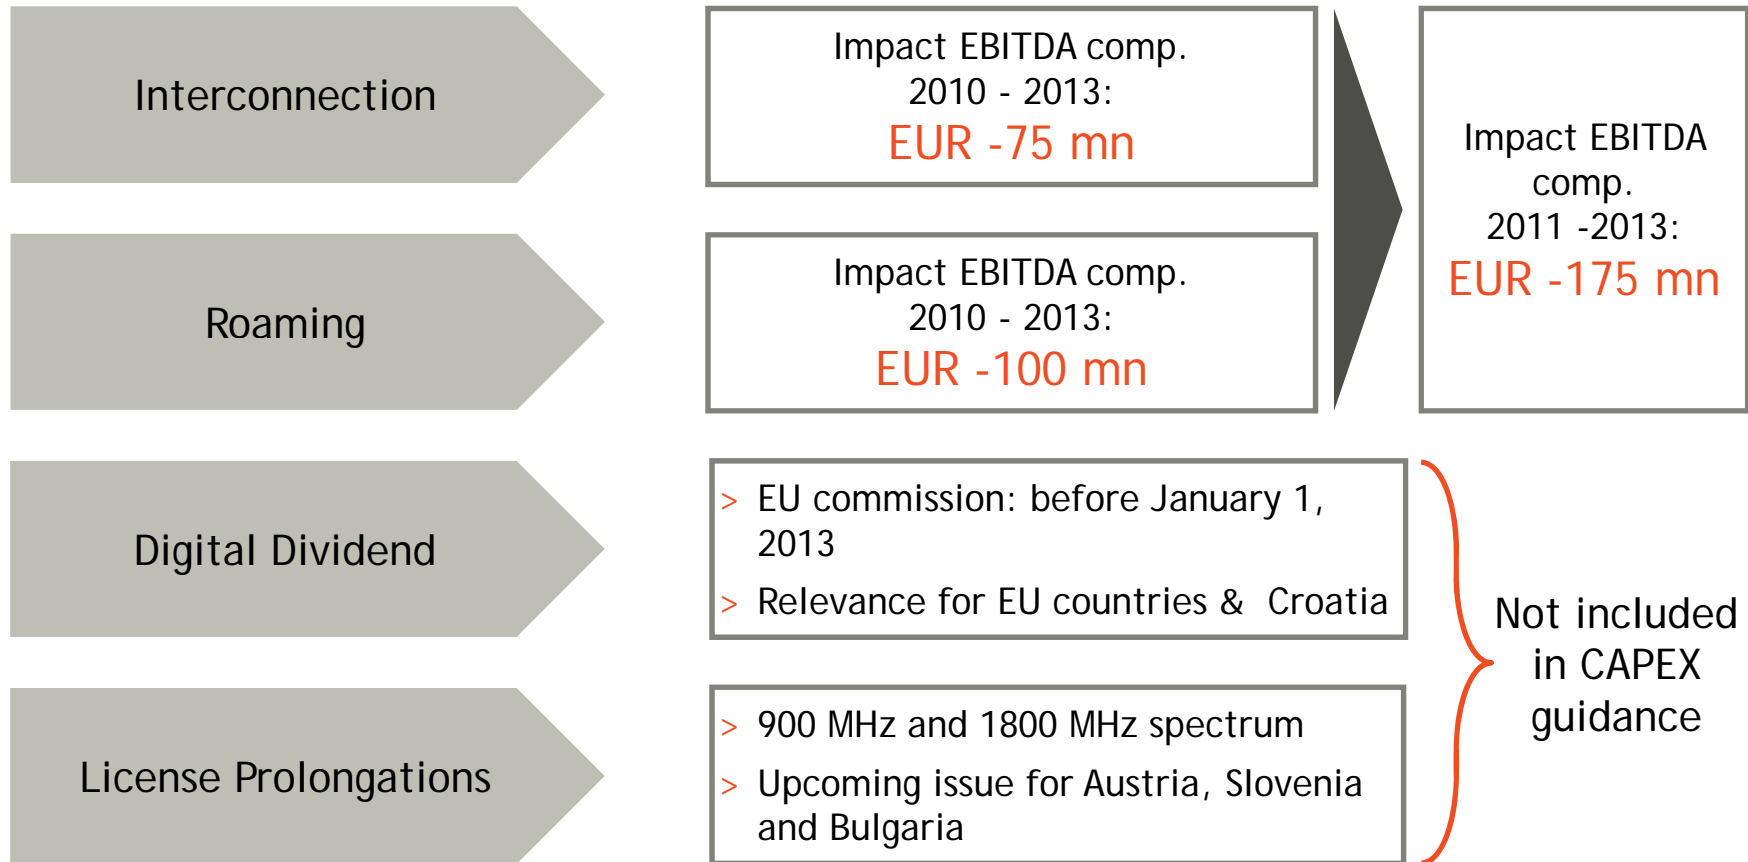 Interconnection
Impact EBITDA comp.
2010 - 2013:
EUR -75 mn
Roaming
Impact EBITDA comp.
2010 - 2013:
EUR -100 mn
Impact EBITDA
comp.
2011 -2013:
EUR -175 mn
Digital Dividend
> EU commission: before January 1,
2013
> Relevance for EU countries & Croatia
License Prolongations
> 900 MHz and 1800 MHz spectrum
> Upcoming issue for Austria, Slovenia
and Bulgaria
Not included
in CAPEX
guidance